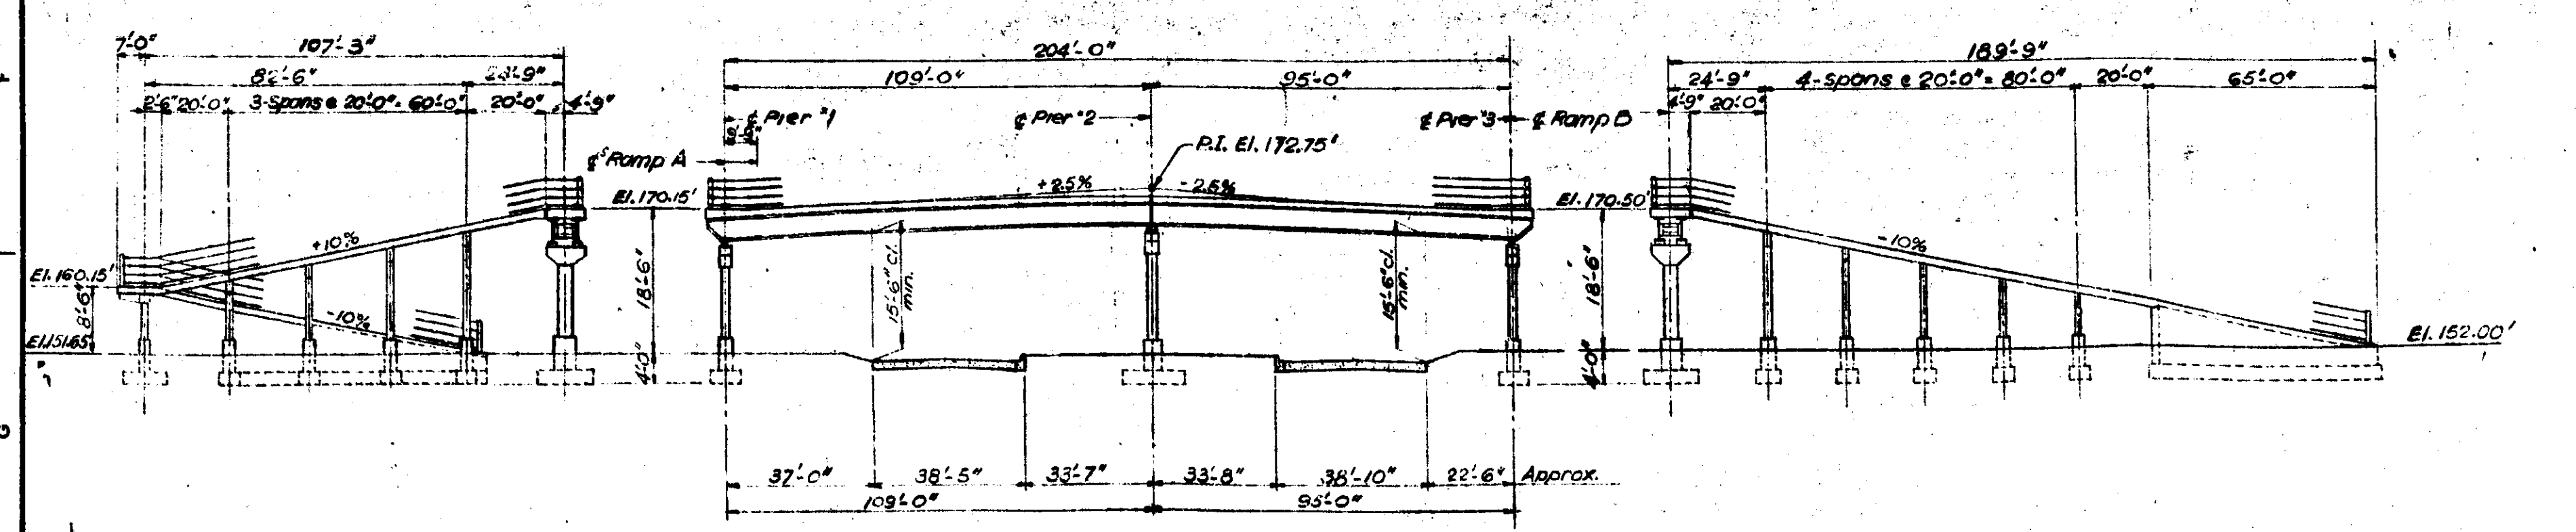 7'-0" 107'-3"
82'-6" 24'-9"
2'-6" 20'-0" 3-Spans @ 20'-0" = 60'-0" 20'-0" 4'-9"
℄ˢ Ramp A
+10%
El. 160.15'
8'-6"
-10%
El. 151.65'
204'-0"
109'-0" 95'-0"
℄ Pier #1 ℄ Pier #2 ℄ Pier #3 ℄ Ramp B
P.I. El. 172.75'
+2.5% -2.5%
El. 170.15' El. 170.50'
18'-6" 15'-6" cl. min. 15'-6" cl. min. 18'-6"
4'-0" 4'-0"
37'-0" 38'-5" 33'-7" 33'-8" 38'-10" 22'-6" Approx.
109'-0" 95'-0"
189'-9"
24'-9" 4-spans @ 20'-0" = 80'-0" 20'-0" 65'-0"
4'-9" 20'-0"
-10%
El. 152.00'